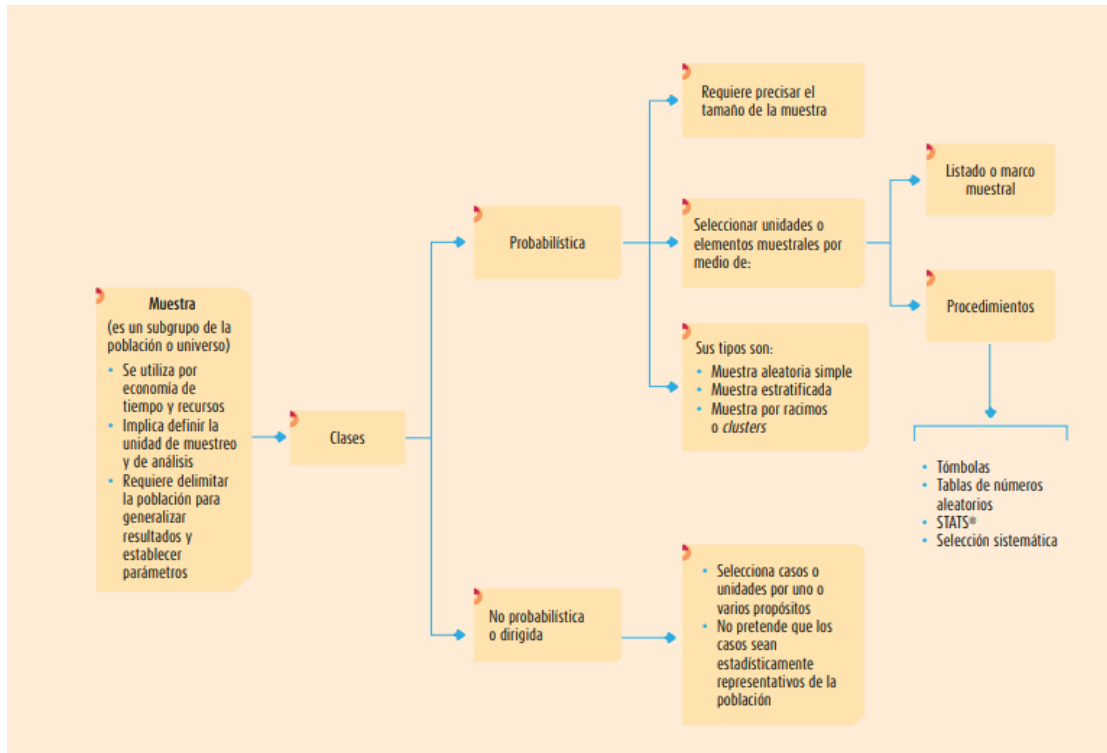 Muestra
(es un subgrupo de la
población o universo)
• Se utiliza por
economía de
tiempo y recursos
• Implica definir la
unidad de muestreo
y de análisis
• Requiere delimitar
la población para
generalizar
resultados y
establecer
parámetros
Clases
Probabilística
Requiere precisar el
tamaño de la muestra
Seleccionar unidades o
elementos muestrales por
medio de:
Listado o marco
muestral
Procedimientos
• Tómbolas
• Tablas de números
aleatorios
• STATS®
• Selección sistemática
Sus tipos son:
• Muestra aleatoria simple
• Muestra estratificada
• Muestra por racimos
o clusters
No probabilística
o dirigida
• Selecciona casos o
unidades por uno o
varios propósitos
• No pretende que los
casos sean
estadísticamente
representativos de la
población